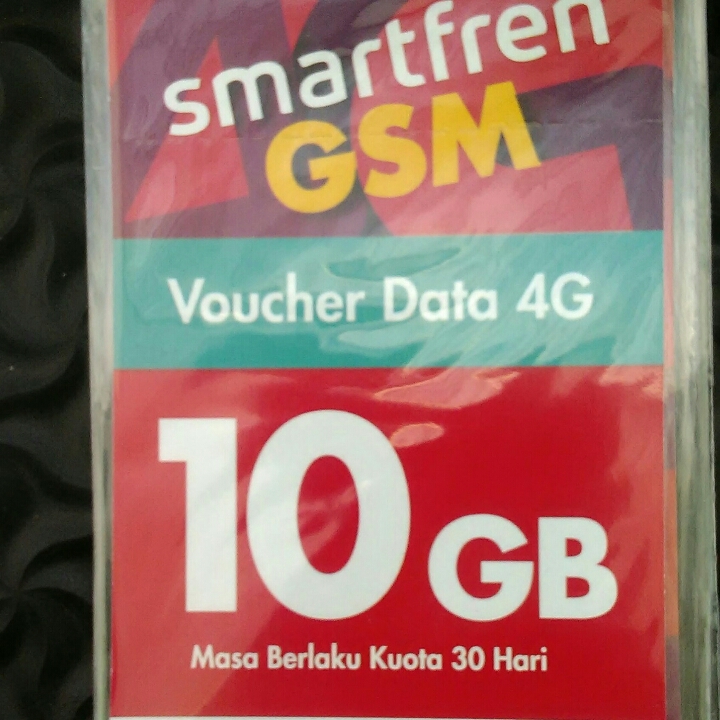 smartfren
GSM
Voucher Data 4G
10 GB
Masa Berlaku Kuota 30 Hari